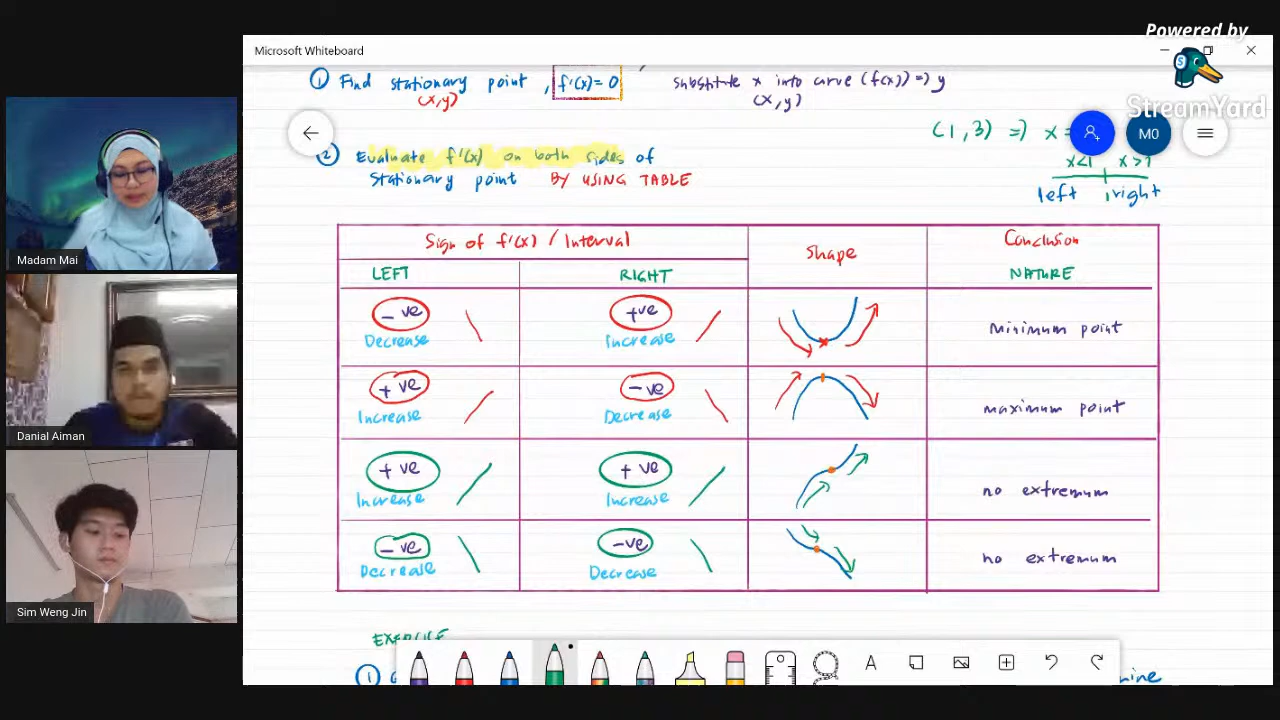 Powered by
StreamYard
Microsoft Whiteboard
① Find stationary point , f'(x) = 0 substitute x into curve (f(x)) => y
(x,y) (x,y)
(1,3) => x=
M0
② Evaluate f'(x) on both sides of
stationary point BY USING TABLE
x<1 x>1
left right
Sign of f'(x) / Interval Shape Conclusion
LEFT RIGHT NATURE
-ve +ve
Decrease Increase Minimum point
+ve -ve
Increase Decrease maximum point
+ve +ve
Increase Increase no extremum
-ve -ve
Decrease Decrease no extremum
EXERCISE
①
A
Madam Mai
Danial Aiman
Sim Weng Jin